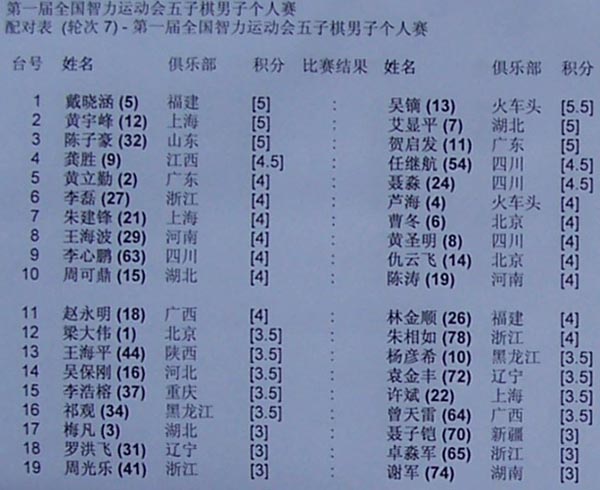 第一届全国智力运动会五子棋男子个人赛
配对表 (轮次 7) - 第一届全国智力运动会五子棋男子个人赛
台号 姓名 俱乐部 积分 比赛结果 姓名 俱乐部 积分
1 戴晓涵 (5) 福建 [5] : 吴镝 (13) 火车头 [5.5]
2 黄宇峰 (12) 上海 [5] : 艾显平 (7) 湖北 [5]
3 陈子豪 (32) 山东 [5] : 贺启发 (11) 广东 [5]
4 龚胜 (9) 江西 [4.5] : 任继航 (54) 四川 [4.5]
5 黄立勤 (2) 广东 [4] : 聂淼 (24) 四川 [4.5]
6 李磊 (27) 浙江 [4] : 芦海 (4) 火车头 [4]
7 朱建锋 (21) 上海 [4] : 曹冬 (6) 北京 [4]
8 王海波 (29) 河南 [4] : 黄圣明 (8) 四川 [4]
9 李心鹏 (63) 四川 [4] : 仇云飞 (14) 北京 [4]
10 周可鼎 (15) 湖北 [4] : 陈涛 (19) 河南 [4]
11 赵永明 (18) 广西 [4] : 林金顺 (26) 福建 [4]
12 梁大伟 (1) 北京 [3.5] : 朱相如 (78) 浙江 [4]
13 王海平 (44) 陕西 [3.5] : 杨彦希 (10) 黑龙江 [3.5]
14 吴保刚 (16) 河北 [3.5] : 袁金丰 (72) 辽宁 [3.5]
15 李浩榕 (37) 重庆 [3.5] : 许斌 (22) 上海 [3.5]
16 祁观 (34) 黑龙江 [3.5] : 曾天雷 (64) 广西 [3.5]
17 梅凡 (3) 湖北 [3] : 聂子铠 (70) 新疆 [3]
18 罗洪飞 (31) 辽宁 [3] : 卓淼军 (65) 浙江 [3]
19 周光乐 (41) 浙江 [3] : 谢军 (74) 湖南 [3]